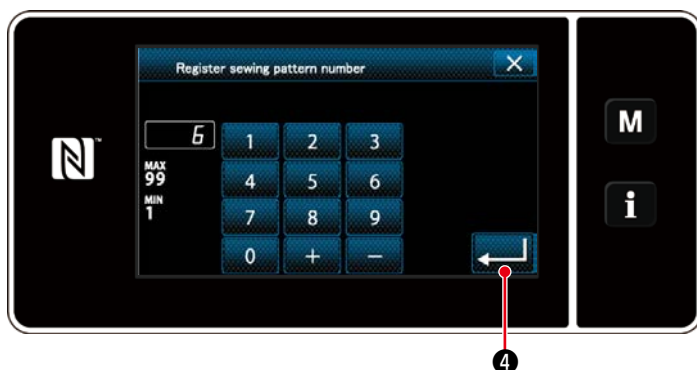 Register sewing pattern number
6
MAX
99
MIN
1
1 2 3
4 5 6
7 8 9
0 + −
M
i
N
4